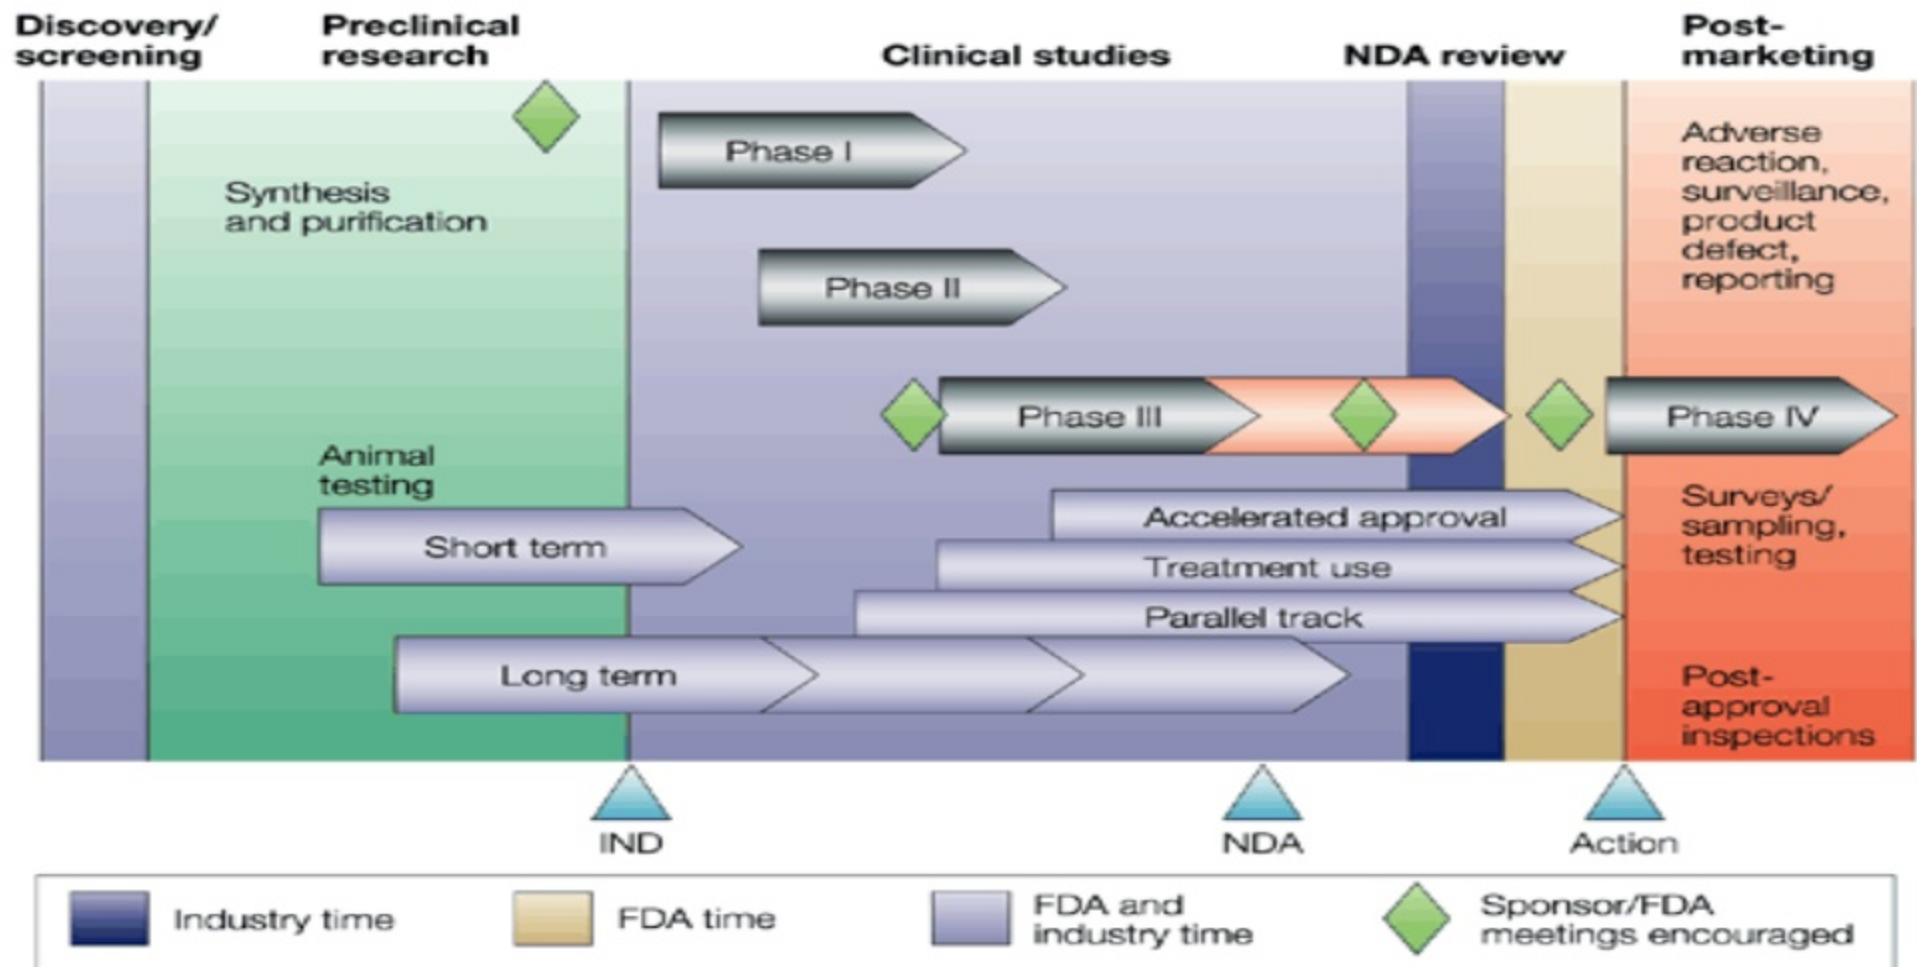 Discovery/
screening
Preclinical
research
Clinical studies
NDA review
Post-
marketing
Phase I
Synthesis
and purification
Phase II
Adverse
reaction,
surveillance,
product
defect,
reporting
Phase III
Phase IV
Animal
testing
Short term
Accelerated approval
Treatment use
Parallel track
Surveys/
sampling,
testing
Long term
Post-
approval
inspections
IND
NDA
Action
Industry time
FDA time
FDA and
industry time
Sponsor/FDA
meetings encouraged